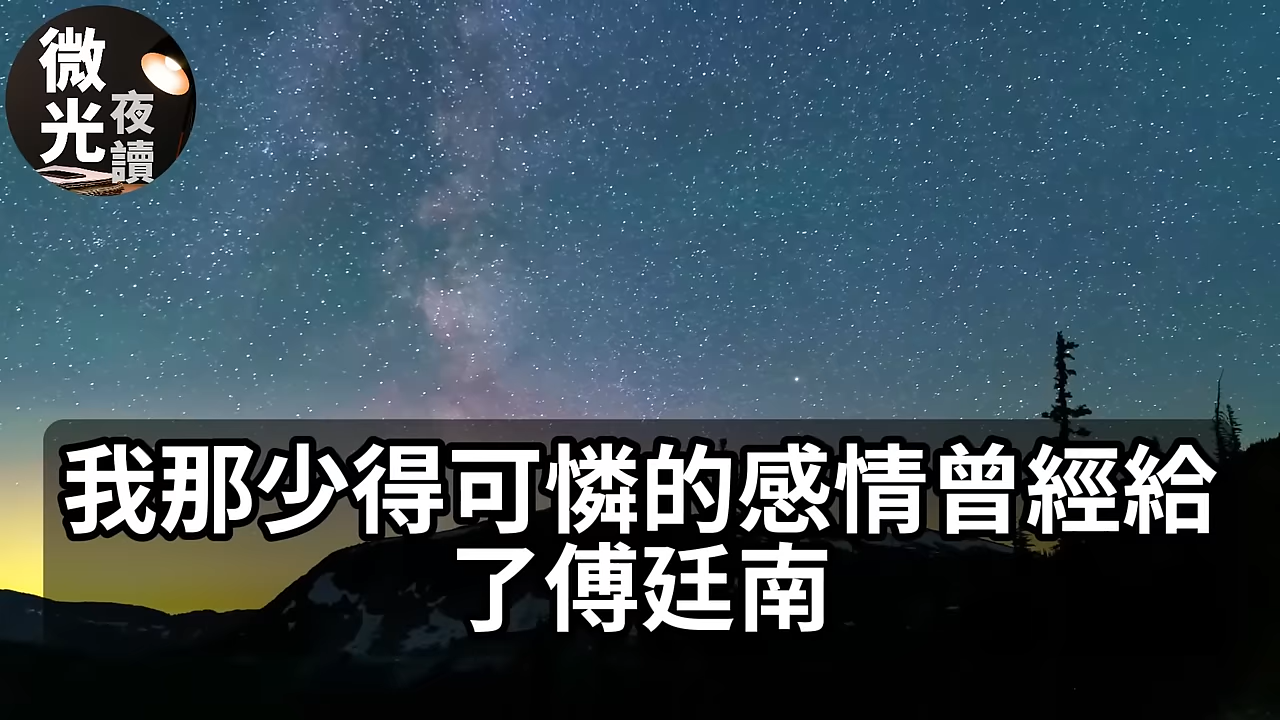 微光
夜讀
我那少得可憐的感情曾經給
了傅廷南